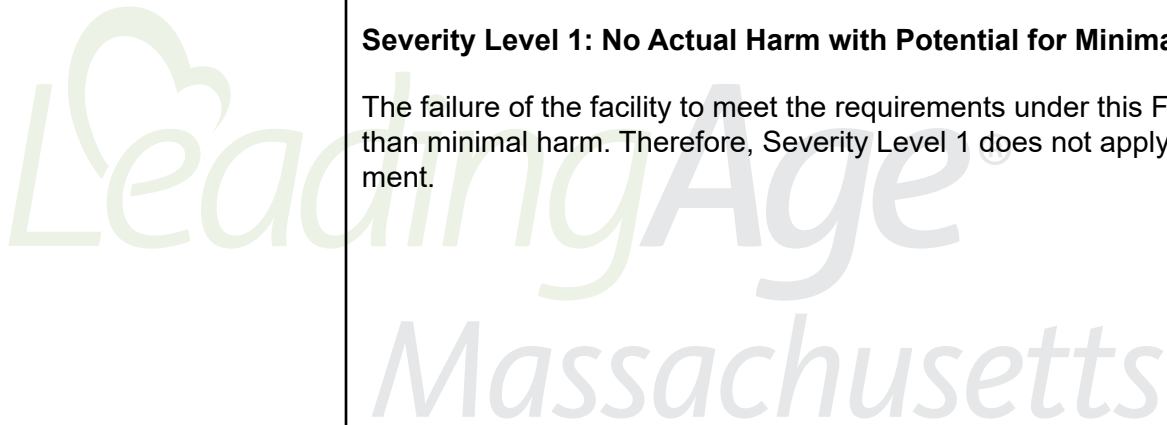 Severity Level 1: No Actual Harm with Potential for Minima
The failure of the facility to meet the requirements under this F
than minimal harm. Therefore, Severity Level 1 does not apply
ment.
LeadingAge®
Massachusetts